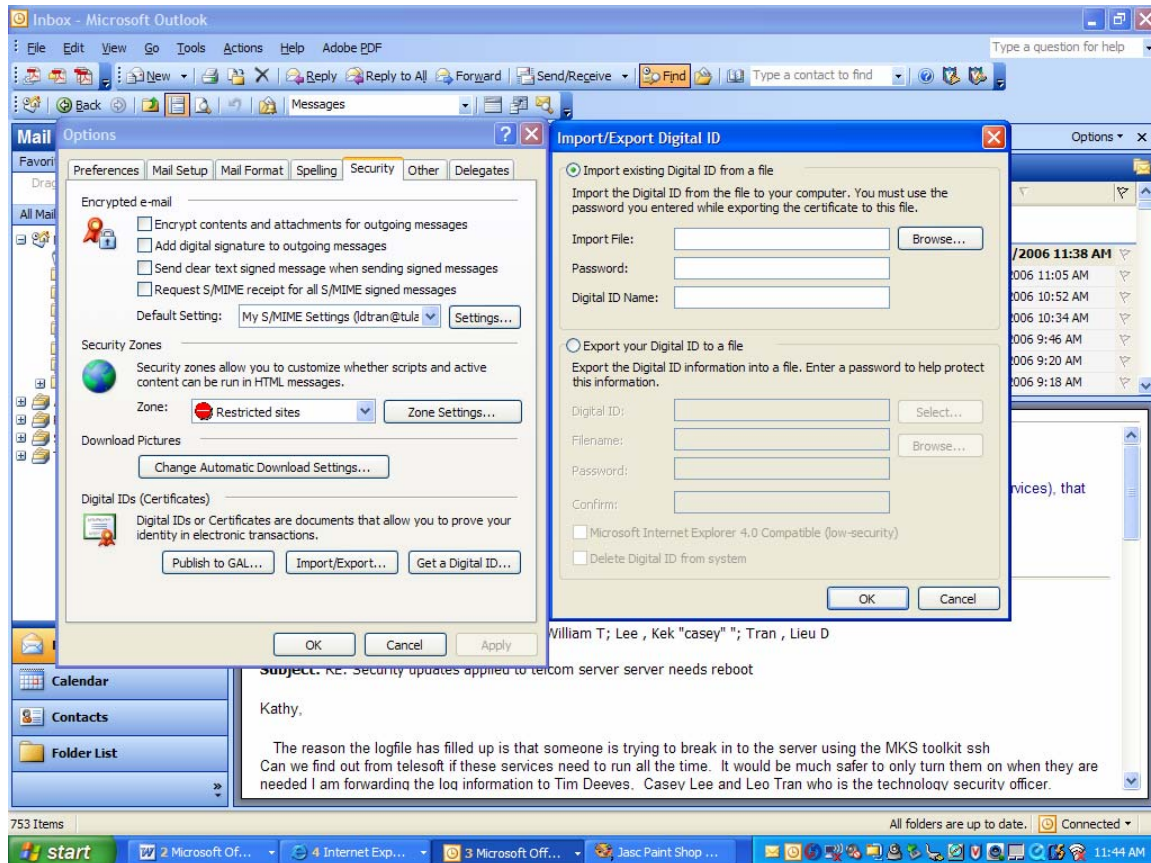 Inbox - Microsoft Outlook
File Edit View Go Tools Actions Help Adobe PDF
Type a question for help
New Reply Reply to All Forward Send/Receive Find Type a contact to find
Back Messages
Mail
Options
Favori
Drag
All Mail
Options
Preferences Mail Setup Mail Format Spelling Security Other Delegates
Encrypted e-mail
Encrypt contents and attachments for outgoing messages
Add digital signature to outgoing messages
Send clear text signed message when sending signed messages
Request S/MIME receipt for all S/MIME signed messages
Default Setting: My S/MIME Settings (ldtran@tula Settings...
Security Zones
Security zones allow you to customize whether scripts and active
content can be run in HTML messages.
Zone: Restricted sites Zone Settings...
Download Pictures
Change Automatic Download Settings...
Digital IDs (Certificates)
Digital IDs or Certificates are documents that allow you to prove your
identity in electronic transactions.
Publish to GAL... Import/Export... Get a Digital ID...
OK Cancel Apply
Import/Export Digital ID
Import existing Digital ID from a file
Import the Digital ID from the file to your computer. You must use the
password you entered while exporting the certificate to this file.
Import File: Browse...
Password:
Digital ID Name:
Export your Digital ID to a file
Export the Digital ID information into a file. Enter a password to help protect
this information.
Digital ID: Select...
Filename: Browse...
Password:
Confirm:
Microsoft Internet Explorer 4.0 Compatible (low-security)
Delete Digital ID from system
OK Cancel
/2006 11:38 AM
2006 11:05 AM
2006 10:52 AM
2006 10:34 AM
2006 9:46 AM
2006 9:20 AM
2006 9:18 AM
rvices), that
William T; Lee , Kek "casey" "; Tran , Lieu D
Subject: RE: Security updates applied to telcom server server needs reboot
Kathy,
The reason the logfile has filled up is that someone is trying to break in to the server using the MKS toolkit ssh
Can we find out from telesoft if these services need to run all the time. It would be much safer to only turn them on when they are
needed I am forwarding the log information to Tim Deeves, Casey Lee and Leo Tran who is the technology security officer.
Calendar
Contacts
Folder List
753 Items
All folders are up to date. Connected
start 2 Microsoft Of... 4 Internet Exp... 3 Microsoft Off... Jasc Paint Shop ... 11:44 AM